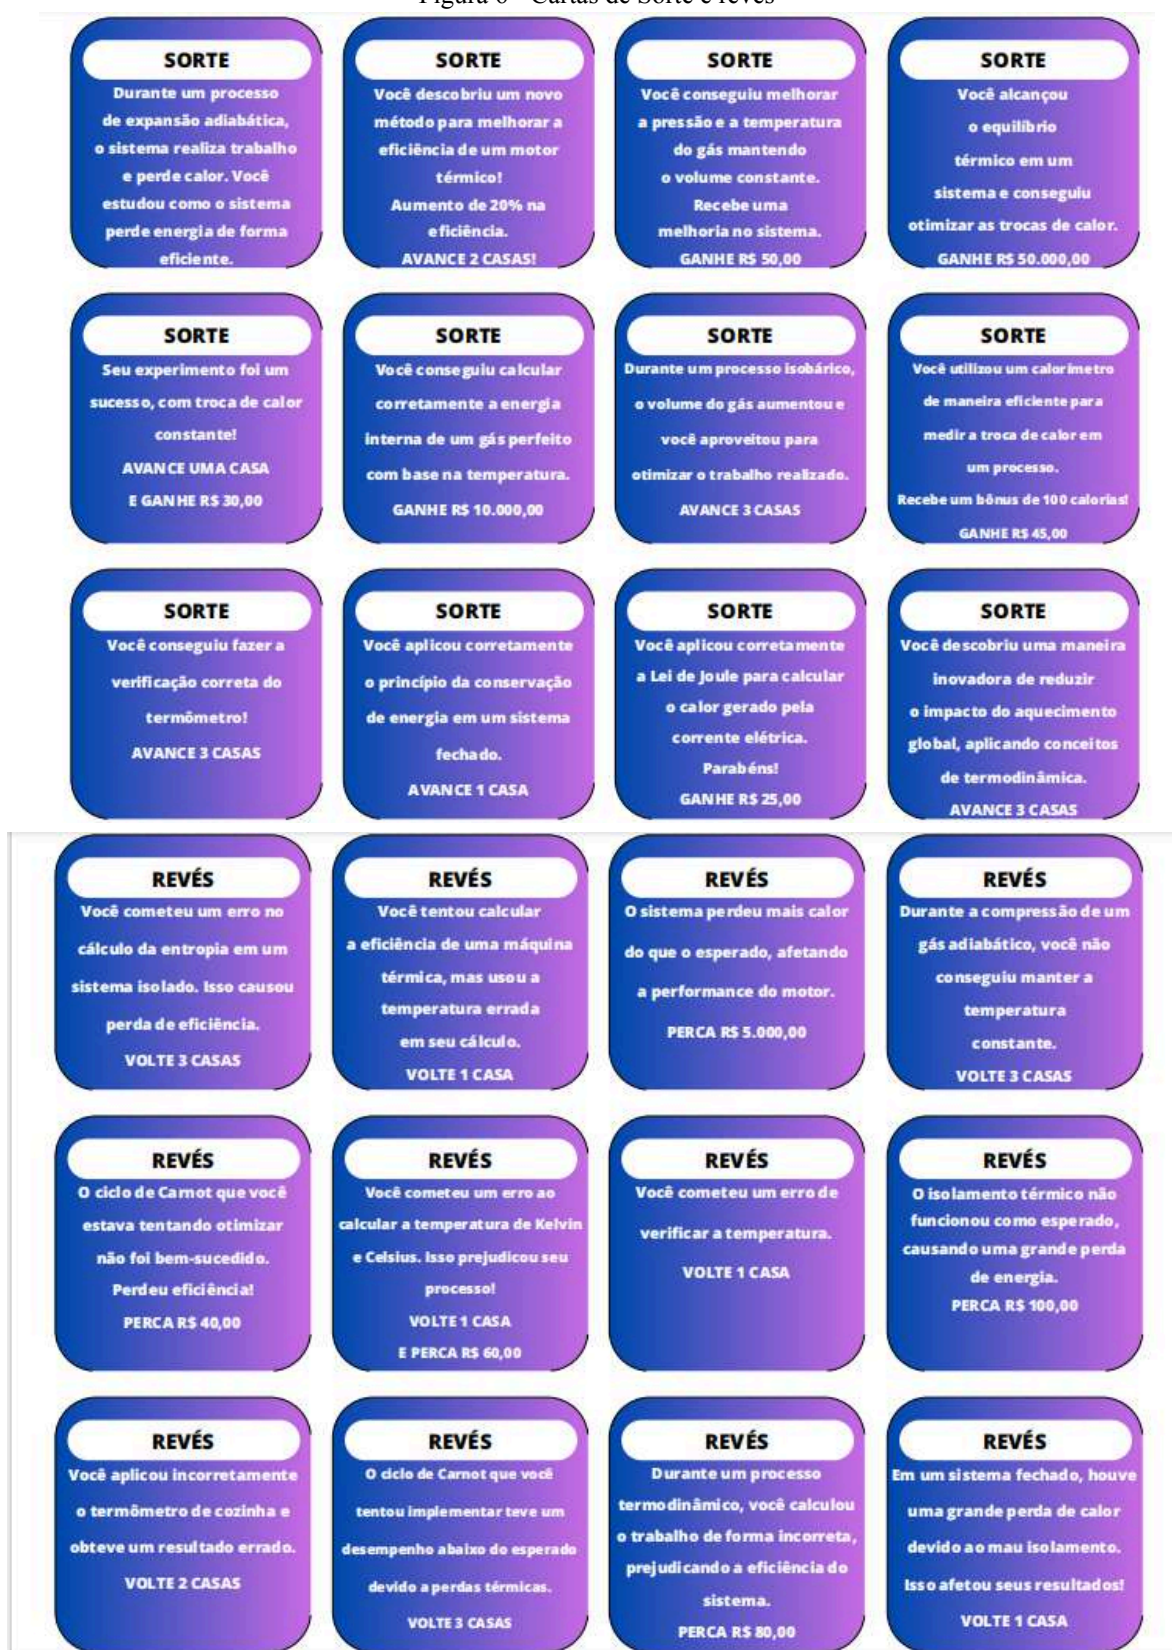 Figura 6 - Cartas de Sorte e revés
SORTE
Durante um processo
de expansão adiabática,
o sistema realiza trabalho
e perde calor. Você
estudou como o sistema
perde energia de forma
eficiente.
SORTE
Você descobriu um novo
método para melhorar a
eficiência de um motor
térmico!
Aumento de 20% na
eficiência.
AVANCE 2 CASAS!
SORTE
Você conseguiu melhorar
a pressão e a temperatura
do gás mantendo
o volume constante.
Recebe uma
melhoria no sistema.
GANHE R$ 50,00
SORTE
Você alcançou
o equilíbrio
térmico em um
sistema e conseguiu
otimizar as trocas de calor.
GANHE R$ 50.000,00
SORTE
Seu experimento foi um
sucesso, com troca de calor
constante!
AVANCE UMA CASA
E GANHE R$ 30,00
SORTE
Você conseguiu calcular
corretamente a energia
interna de um gás perfeito
com base na temperatura.
GANHE R$ 10.000,00
SORTE
Durante um processo isobárico,
o volume do gás aumentou e
você aproveitou para
otimizar o trabalho realizado.
AVANCE 3 CASAS
SORTE
Você utilizou um calorímetro
de maneira eficiente para
medir a troca de calor em
um processo.
Recebe um bônus de 100 calorias!
GANHE R$ 45,00
SORTE
Você conseguiu fazer a
verificação correta do
termômetro!
AVANCE 3 CASAS
SORTE
Você aplicou corretamente
o princípio da conservação
de energia em um sistema
fechado.
AVANCE 1 CASA
SORTE
Você aplicou corretamente
a Lei de Joule para calcular
o calor gerado pela
corrente elétrica.
Parabéns!
GANHE R$ 25,00
SORTE
Você descobriu uma maneira
inovadora de reduzir
o impacto do aquecimento
global, aplicando conceitos
de termodinâmica.
AVANCE 3 CASAS
REVÉS
Você cometeu um erro no
cálculo da entropia em um
sistema isolado. Isso causou
perda de eficiência.
VOLTE 3 CASAS
REVÉS
Você tentou calcular
a eficiência de uma máquina
térmica, mas usou a
temperatura errada
em seu cálculo.
VOLTE 1 CASA
REVÉS
O sistema perdeu mais calor
do que o esperado, afetando
a performance do motor.
PERCA R$ 5.000,00
REVÉS
Durante a compressão de um
gás adiabático, você não
conseguiu manter a
temperatura
constante.
VOLTE 3 CASAS
REVÉS
O ciclo de Carnot que você
estava tentando otimizar
não foi bem-sucedido.
Perdeu eficiência!
PERCA R$ 40,00
REVÉS
Você cometeu um erro ao
calcular a temperatura de Kelvin
e Celsius. Isso prejudicou seu
processo!
VOLTE 1 CASA
E PERCA R$ 60,00
REVÉS
Você cometeu um erro de
verificar a temperatura.
VOLTE 1 CASA
REVÉS
O isolamento térmico não
funcionou como esperado,
causando uma grande perda
de energia.
PERCA R$ 100,00
REVÉS
Você aplicou incorretamente
o termômetro de cozinha e
obteve um resultado errado.
VOLTE 2 CASAS
REVÉS
O ciclo de Carnot que você
tentou implementar teve um
desempenho abaixo do esperado
devido a perdas térmicas.
VOLTE 3 CASAS
REVÉS
Durante um processo
termodinâmico, você calculou
o trabalho de forma incorreta,
prejudicando a eficiência do
sistema.
PERCA R$ 80,00
REVÉS
Em um sistema fechado, houve
uma grande perda de calor
devido ao mau isolamento.
Isso afetou seus resultados!
VOLTE 1 CASA